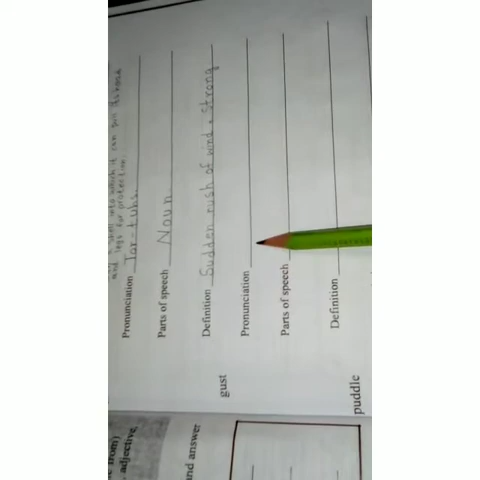 and legs for protection.
Pronunciation Tor-tuhs.
Parts of speech Noun.
gust
Definition Sudden rush of wind, strong
Pronunciation
Parts of speech
puddle
Definition
from)
adjective,
and answer